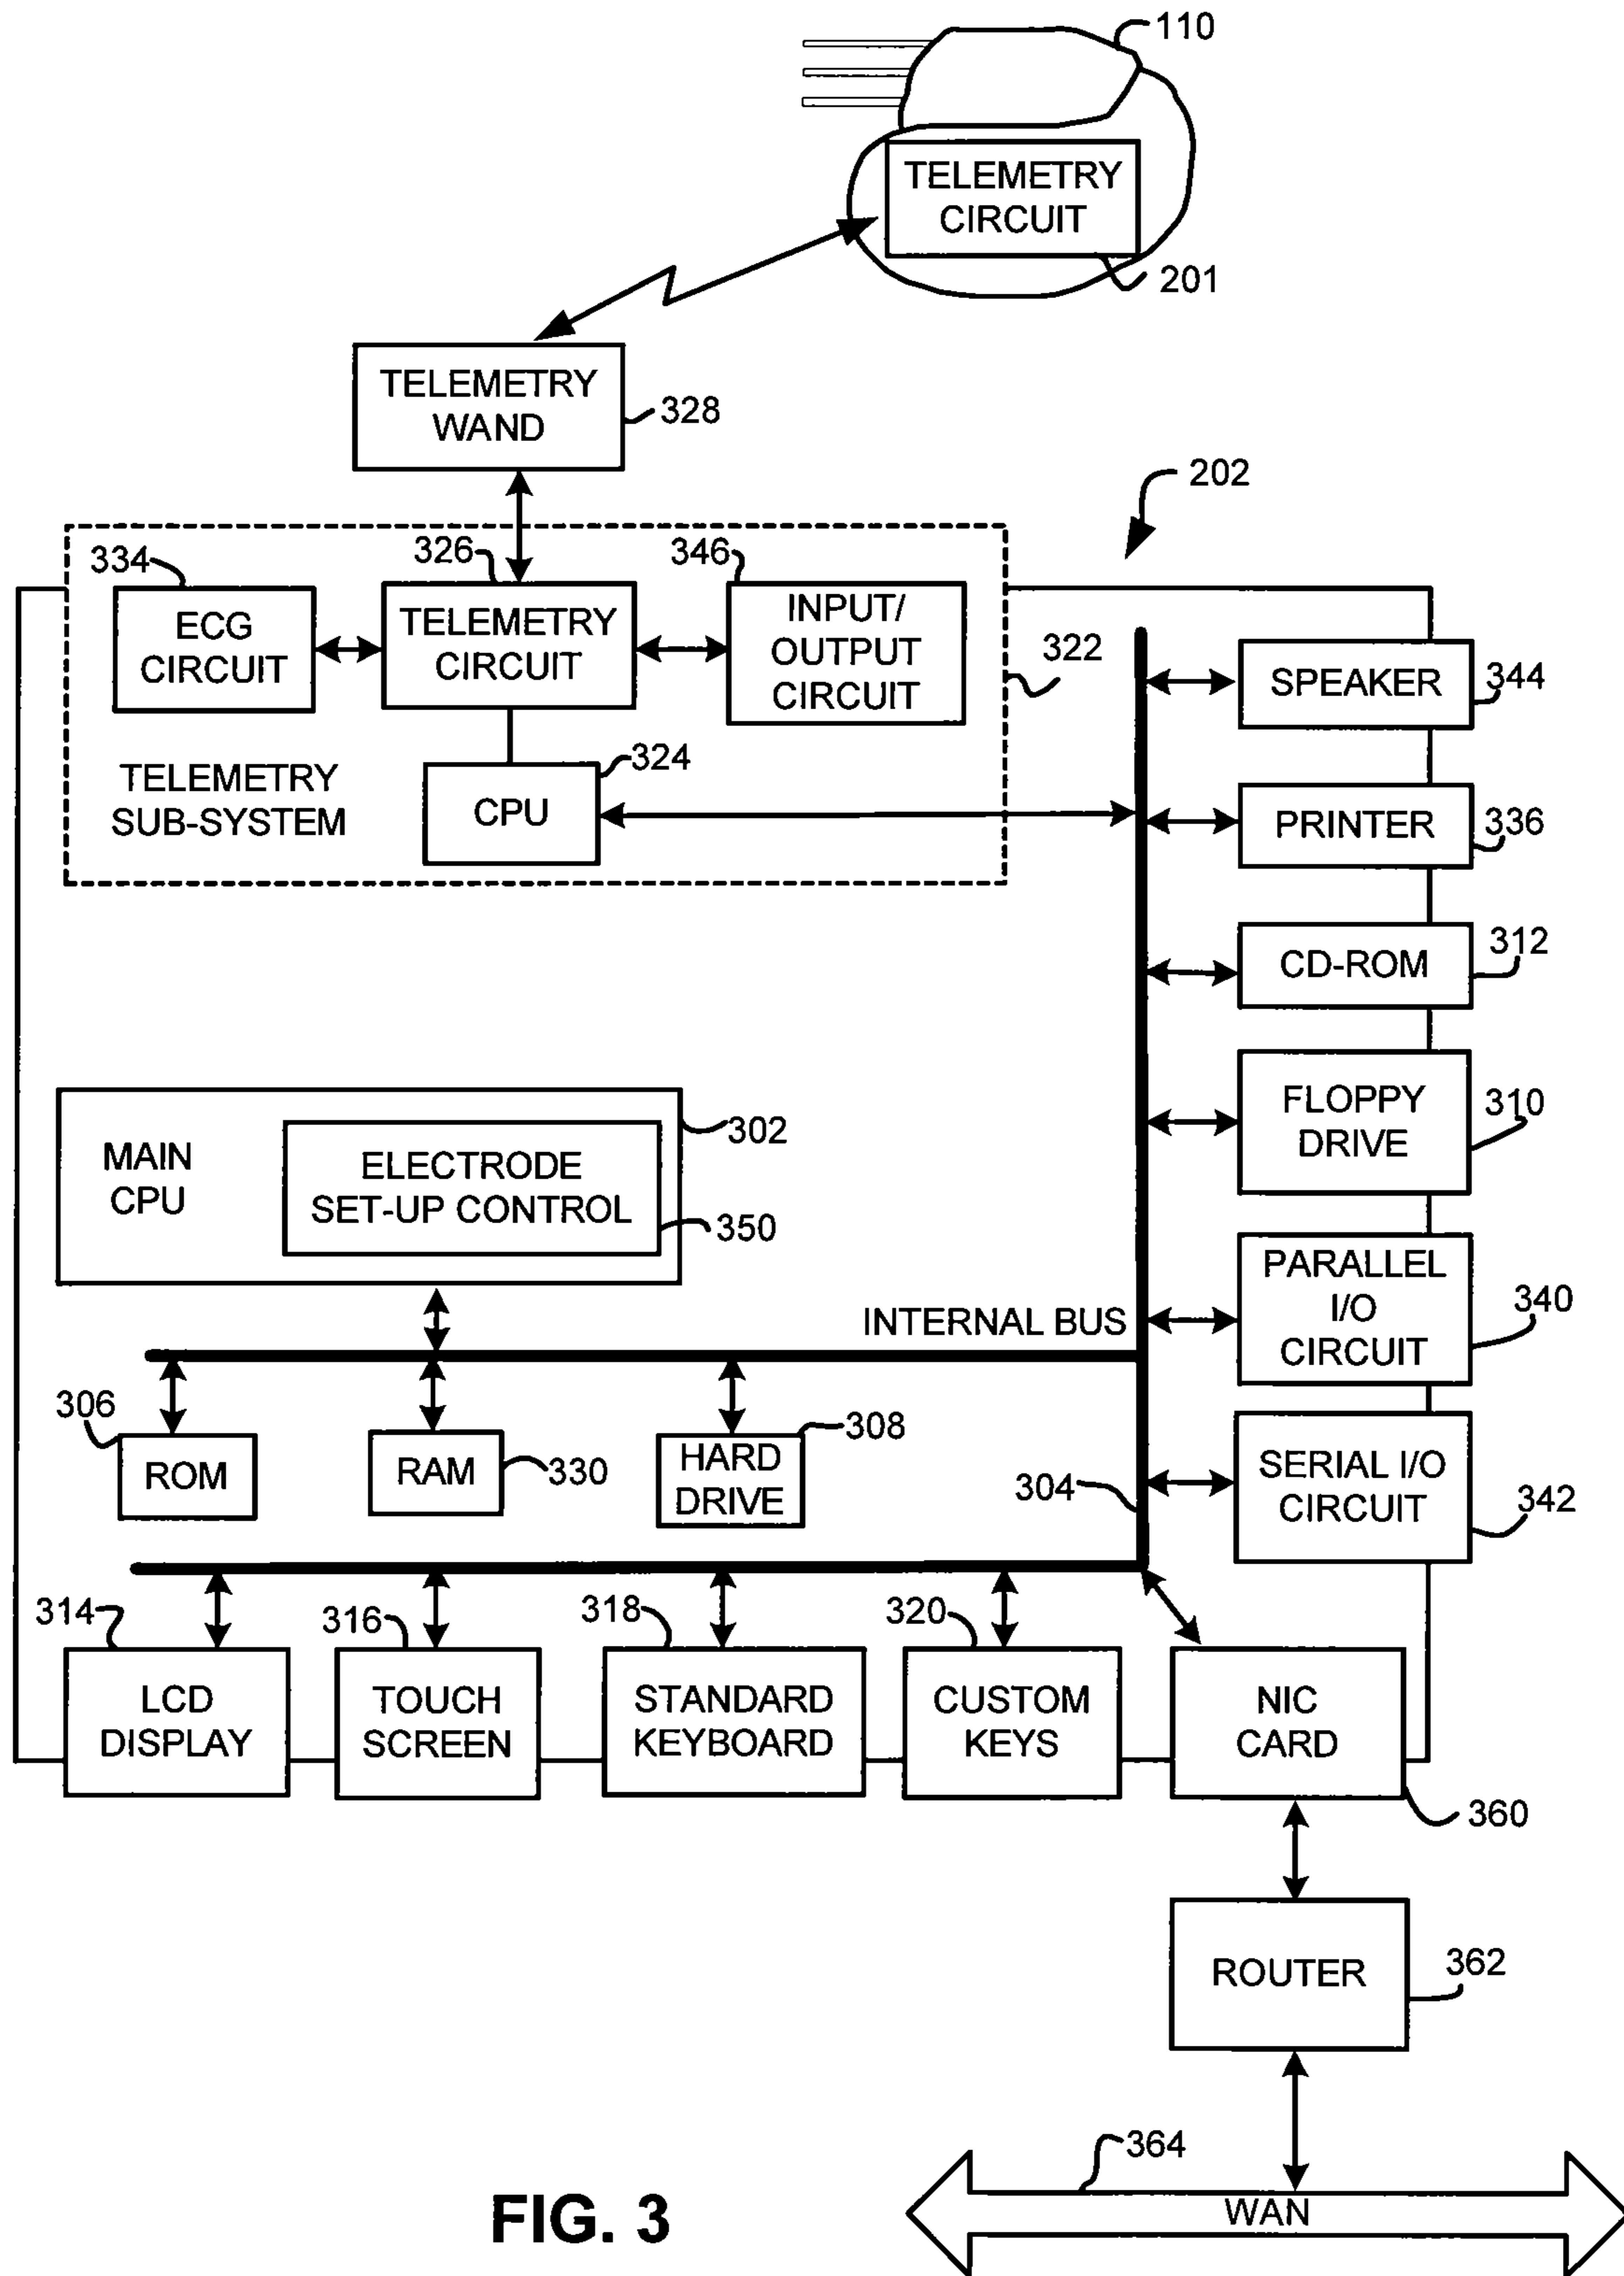 110
TELEMETRY
CIRCUIT
201
TELEMETRY
WAND
328
202
334
326
346
ECG
CIRCUIT
TELEMETRY
CIRCUIT
INPUT/
OUTPUT
CIRCUIT
322
TELEMETRY
SUB-SYSTEM
324
CPU
SPEAKER
344
PRINTER
336
CD-ROM
312
FLOPPY
DRIVE
310
MAIN
CPU
302
ELECTRODE
SET-UP CONTROL
350
INTERNAL BUS
PARALLEL
I/O
CIRCUIT
340
306
ROM
RAM
330
HARD
DRIVE
308
304
SERIAL I/O
CIRCUIT
342
314
LCD
DISPLAY
316
TOUCH
SCREEN
318
STANDARD
KEYBOARD
320
CUSTOM
KEYS
NIC
CARD
360
ROUTER
362
364
WAN
FIG. 3